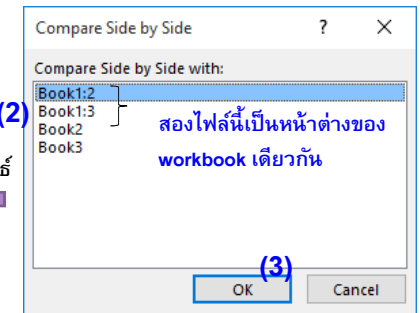 Compare Side by Side ? ×
Compare Side by Side with:
Book1:2
Book1:3
Book2
Book3
(2)
สองไฟล์นี้เป็นหน้าต่างของ
workbook เดียวกัน
(3)
OK
Cancel